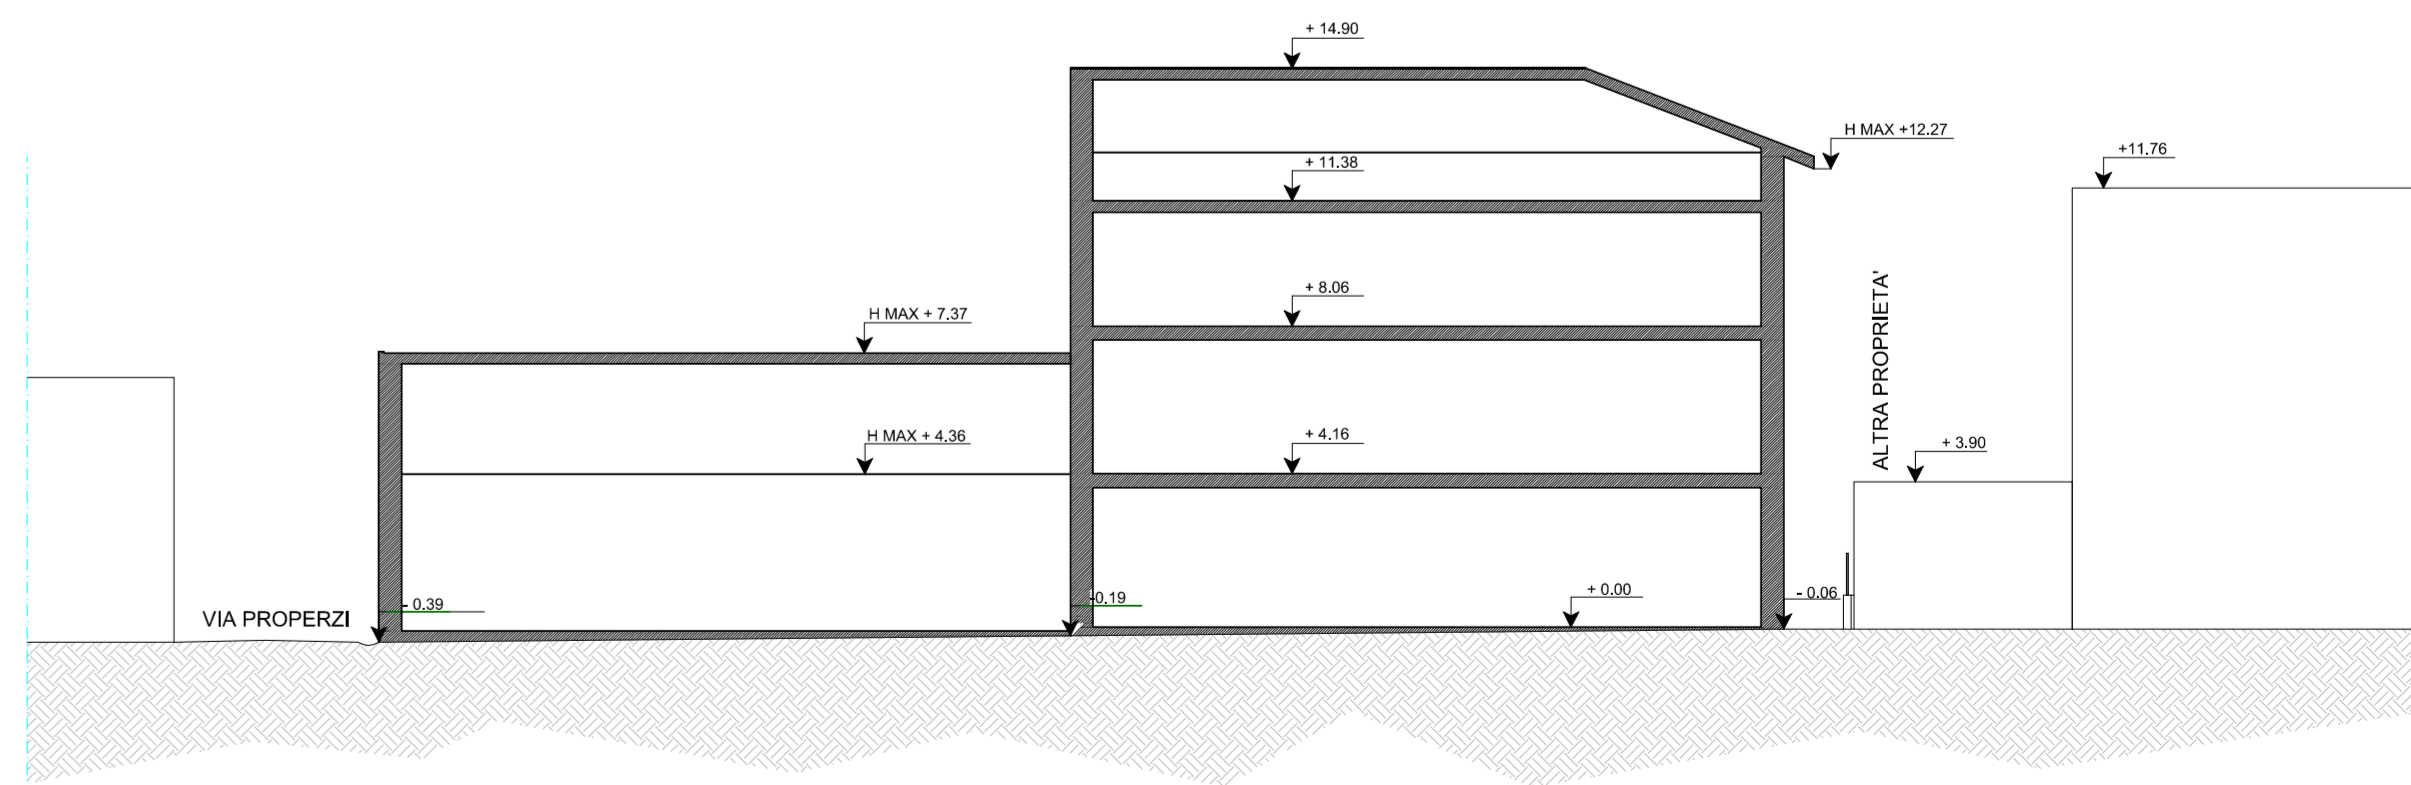 + 14.90
H MAX +12.27
+11.76
+ 11.38
+ 8.06
H MAX + 7.37
ALTRA PROPRIETA'
H MAX + 4.36
+ 4.16
+ 3.90
- 0.39
-0.19
+ 0.00
- 0.06
VIA PROPERZI